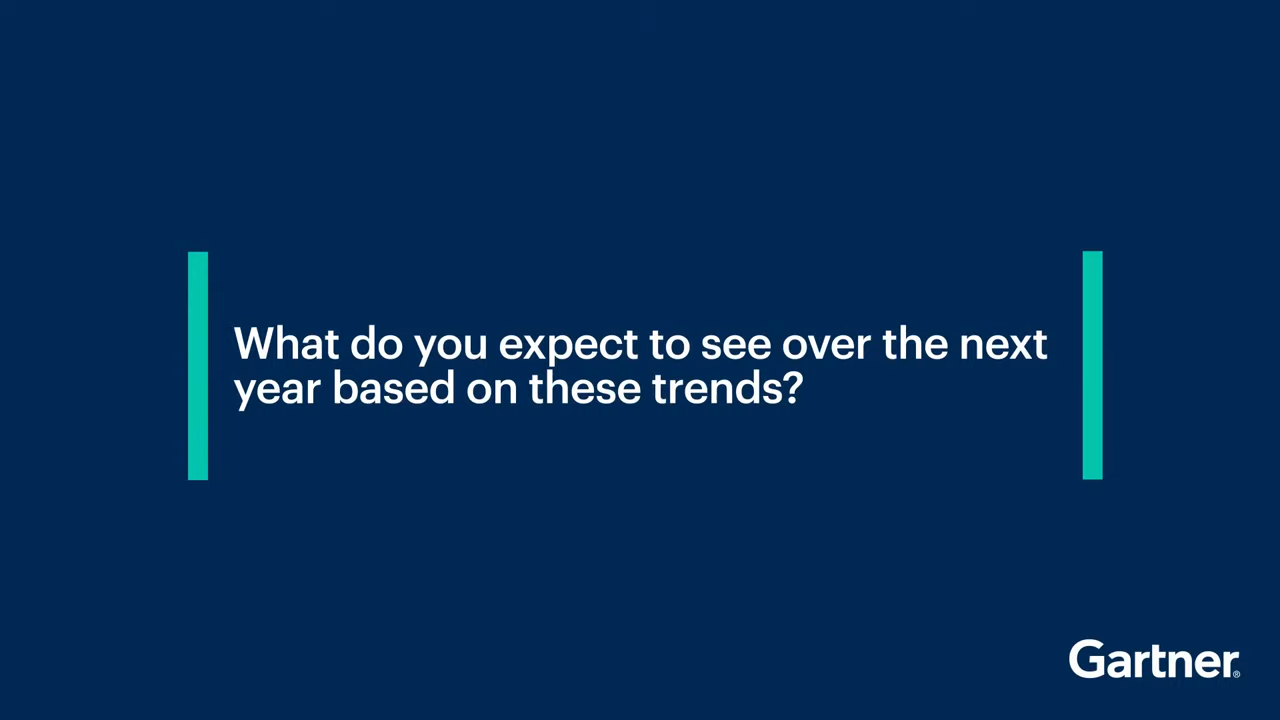 What do you expect to see over the next
year based on these trends?
Gartner®